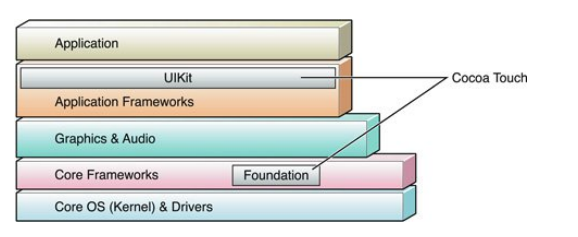 Application
UIKit
Cocoa Touch
Application Frameworks
Graphics & Audio
Core Frameworks
Foundation
Core OS (Kernel) & Drivers